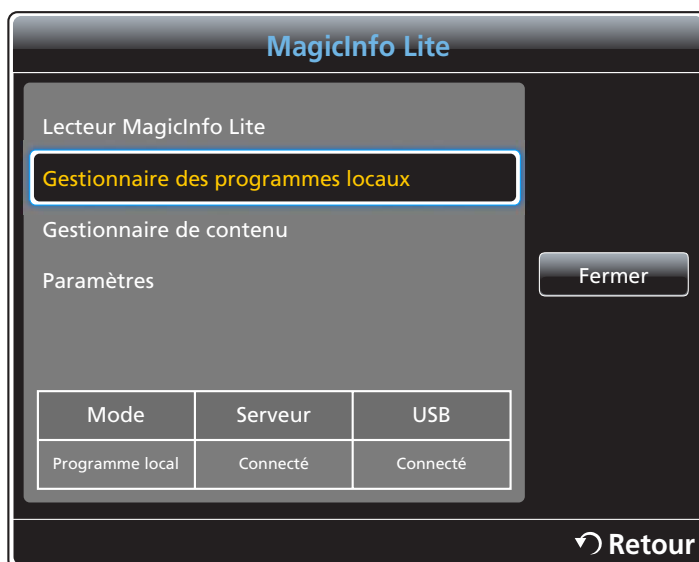 MagicInfo Lite
Lecteur MagicInfo Lite
Gestionnaire des programmes locaux
Gestionnaire de contenu
Paramètres
Fermer
Mode Serveur USB
Programme local Connecté Connecté
Retour